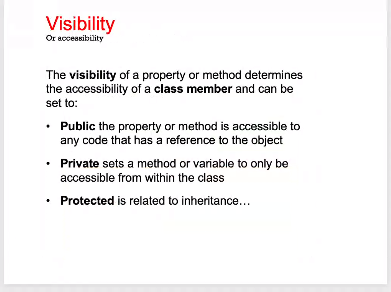 Visibility
Or accessibility
The visibility of a property or method determines
the accessibility of a class member and can be
set to:
• Public the property or method is accessible to
any code that has a reference to the object
• Private sets a method or variable to only be
accessible from within the class
• Protected is related to inheritance…